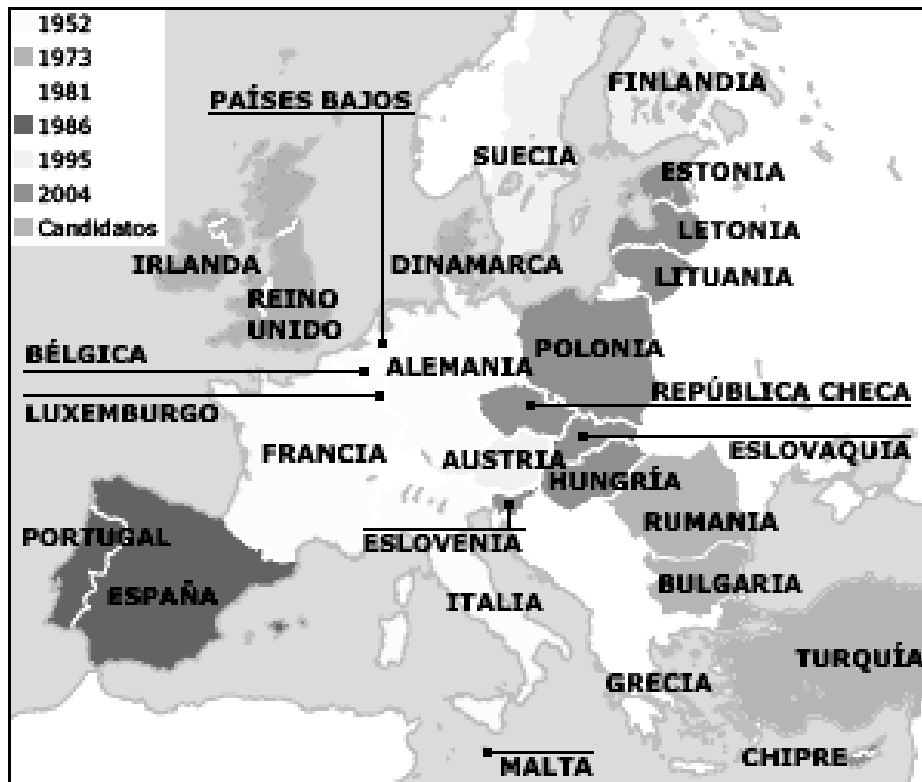 1952
1973
1981
1986
1995
2004
Candidatos
PAÍSES BAJOS
FINLANDIA
SUECIA
ESTONIA
LETONIA
IRLANDA
DINAMARCA
LITUANIA
REINO
UNIDO
BÉLGICA
ALEMANIA
POLONIA
LUXEMBURGO
REPÚBLICA CHECA
FRANCIA
AUSTRIA
ESLOVAQUIA
HUNGRÍA
PORTUGAL
ESLOVENIA
RUMANIA
ESPAÑA
ITALIA
BULGARIA
GRECIA
TURQUÍA
MALTA
CHIPRE